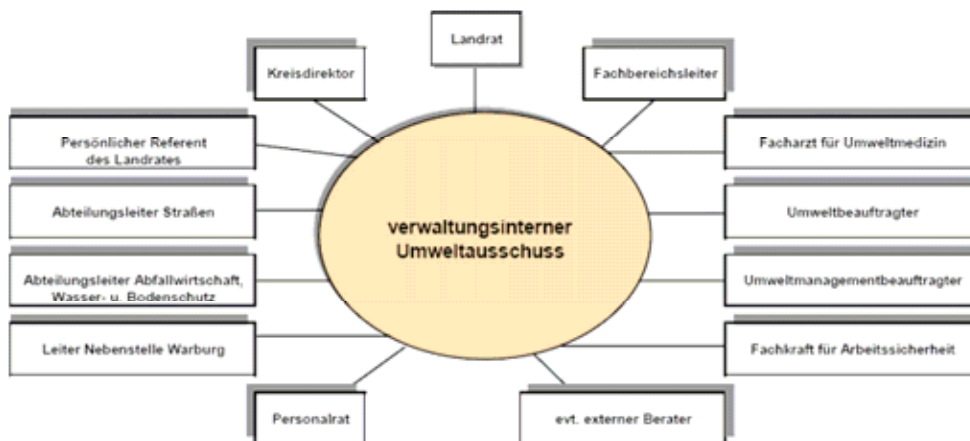 Landrat
Kreisdirektor
Fachbereichsleiter
Persönlicher Referent
des Landrates
Facharzt für Umweltmedizin
Abteilungsleiter Straßen
Umweltbeauftragter
verwaltungsinterner
Umweltausschuss
Abteilungsleiter Abfallwirtschaft,
Wasser- u. Bodenschutz
Umweltmanagementbeauftragter
Leiter Nebenstelle Warburg
Fachkraft für Arbeitssicherheit
Personalrat
evt. externer Berater